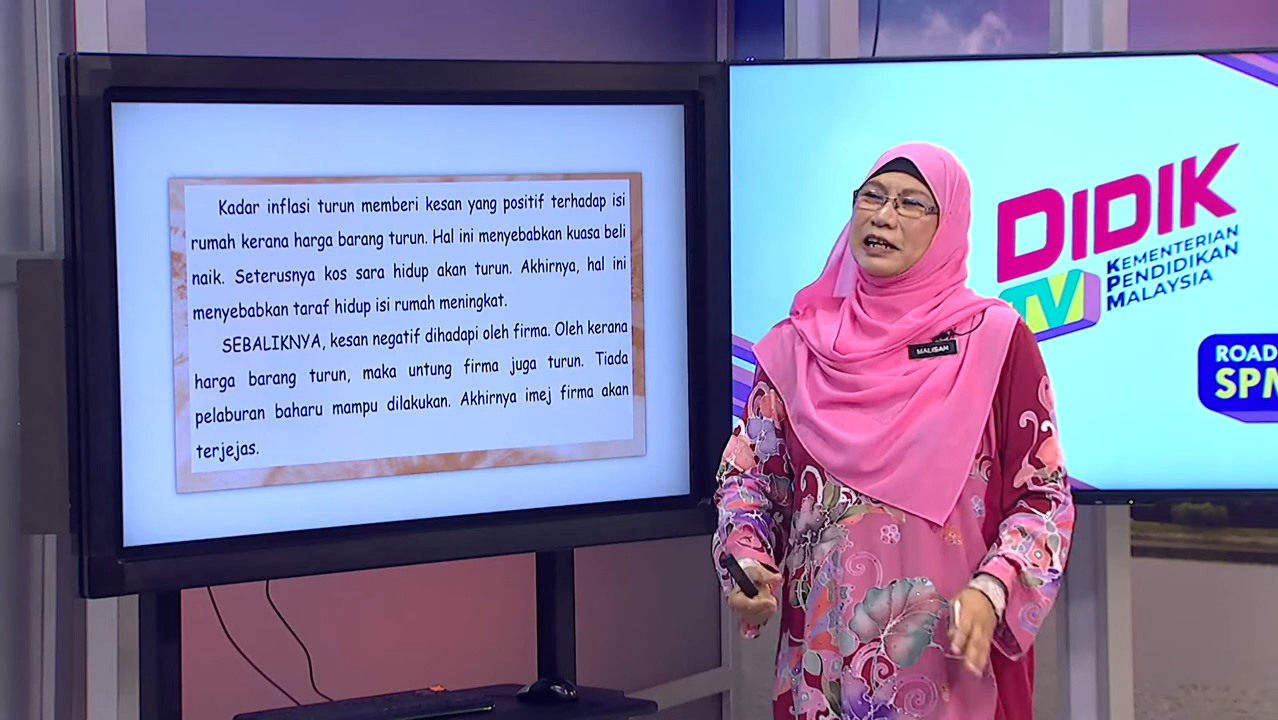 Kadar inflasi turun memberi kesan yang positif terhadap isi
rumah kerana harga barang turun. Hal ini menyebabkan kuasa beli
naik. Seterusnya kos sara hidup akan turun. Akhirnya, hal ini
menyebabkan taraf hidup isi rumah meningkat.
SEBALIKNYA, kesan negatif dihadapi oleh firma. Oleh kerana
harga barang turun, maka untung firma juga turun. Tiada
pelaburan baharu mampu dilakukan. Akhirnya imej firma akan
terjejas.
DIDIK
TV
KEMENTERIAN
PENDIDIKAN
MALAYSIA
ROAD
SPM
MALISAH